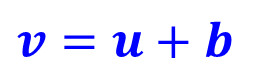 v = u + b